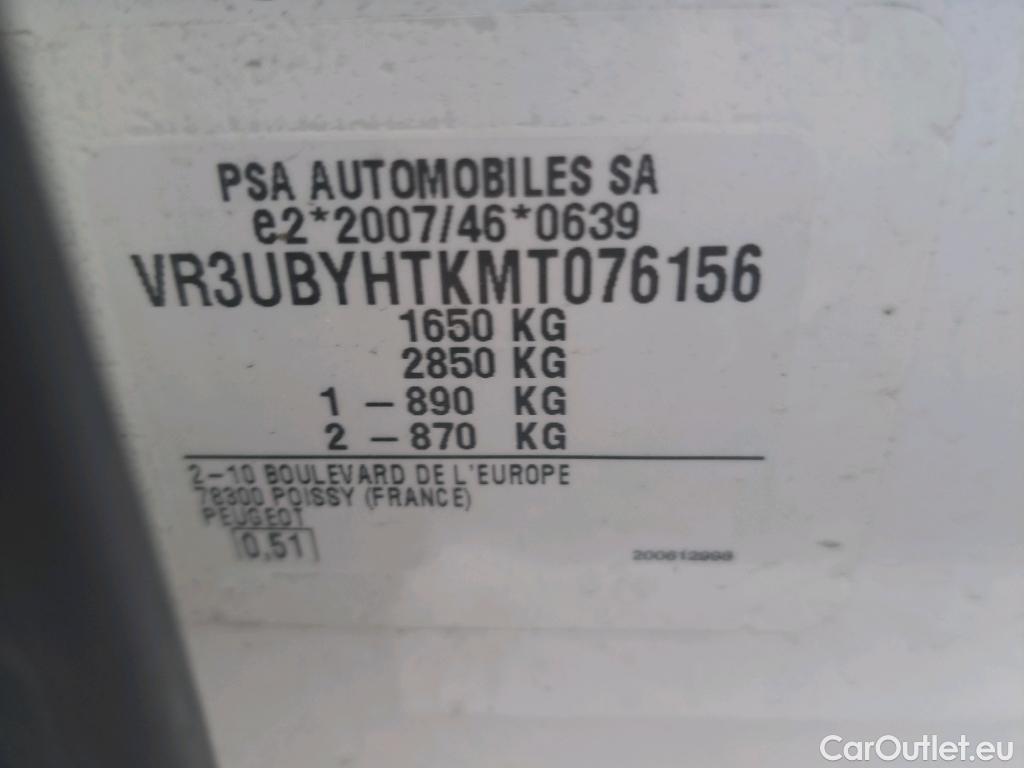 PSA AUTOMOBILES SA
e2*2007/46*0639
VR3UBYHTKMT076156
1650 KG
2850 KG
1 – 890 KG
2 – 870 KG
2–10 BOULEVARD DE L'EUROPE
78300 POISSY (FRANCE)
PEUGEOT
0,51
200612998
CarOutlet.eu